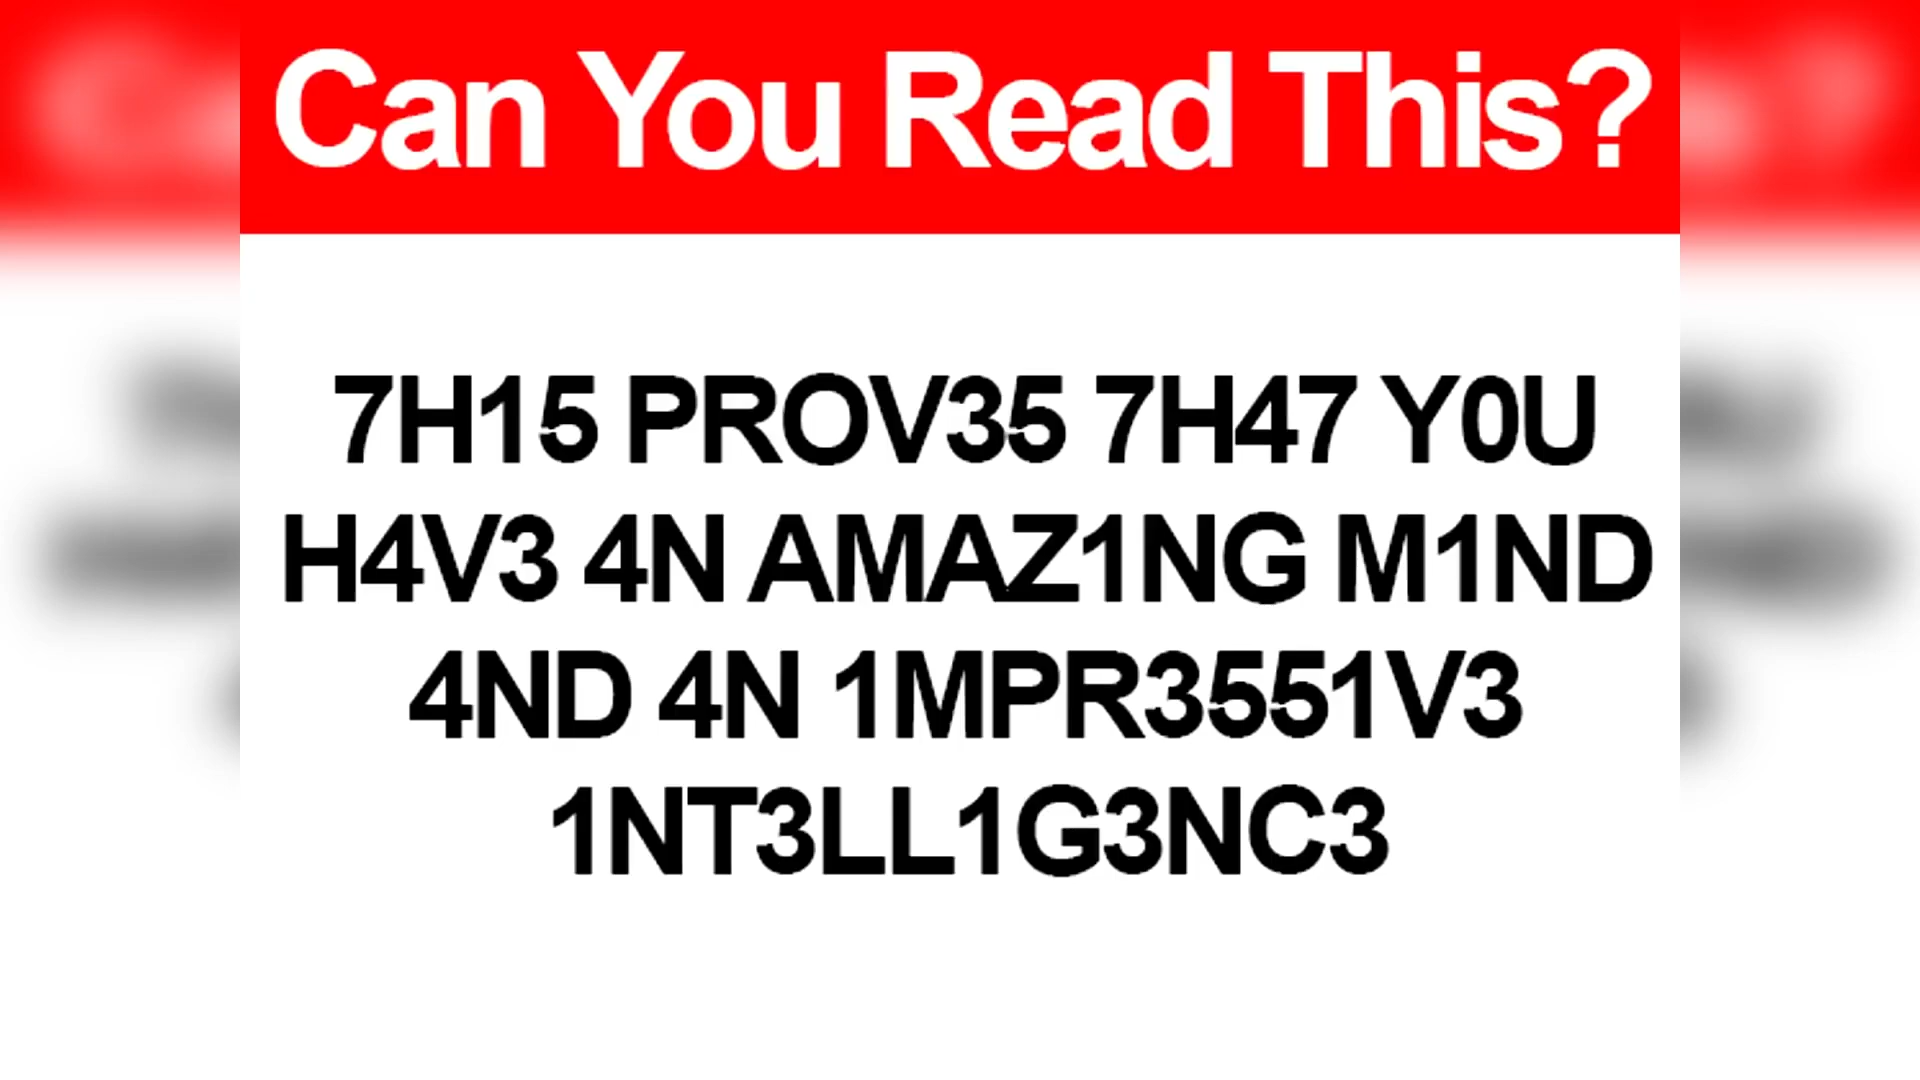 Can You Read This?
7H15 PROV35 7H47 Y0U
H4V3 4N AMAZ1NG M1ND
4ND 4N 1MPR3551V3
1NT3LL1G3NC3